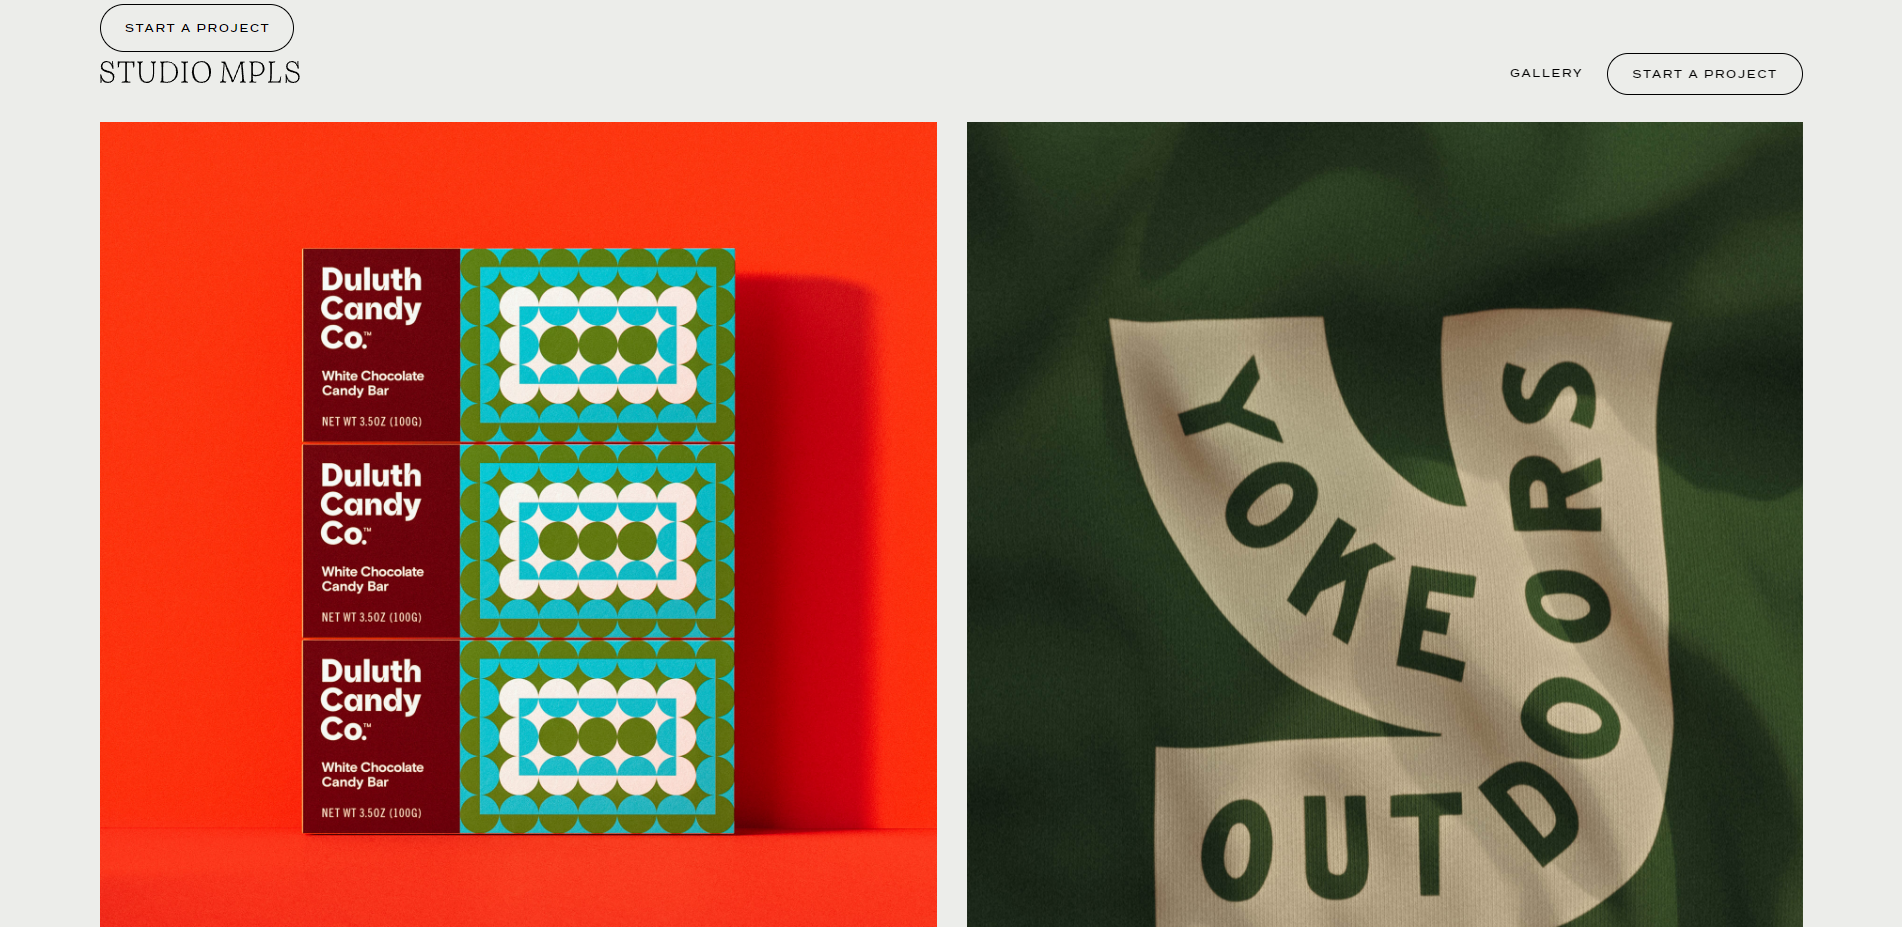 START A PROJECT
STUDIO MPLS
GALLERY
START A PROJECT
Duluth
Candy
Co.™
White Chocolate
Candy Bar
NET WT 3.5OZ (100G)
Duluth
Candy
Co.™
White Chocolate
Candy Bar
NET WT 3.5OZ (100G)
Duluth
Candy
Co.™
White Chocolate
Candy Bar
NET WT 3.5OZ (100G)
YOKE
OUTDOORS